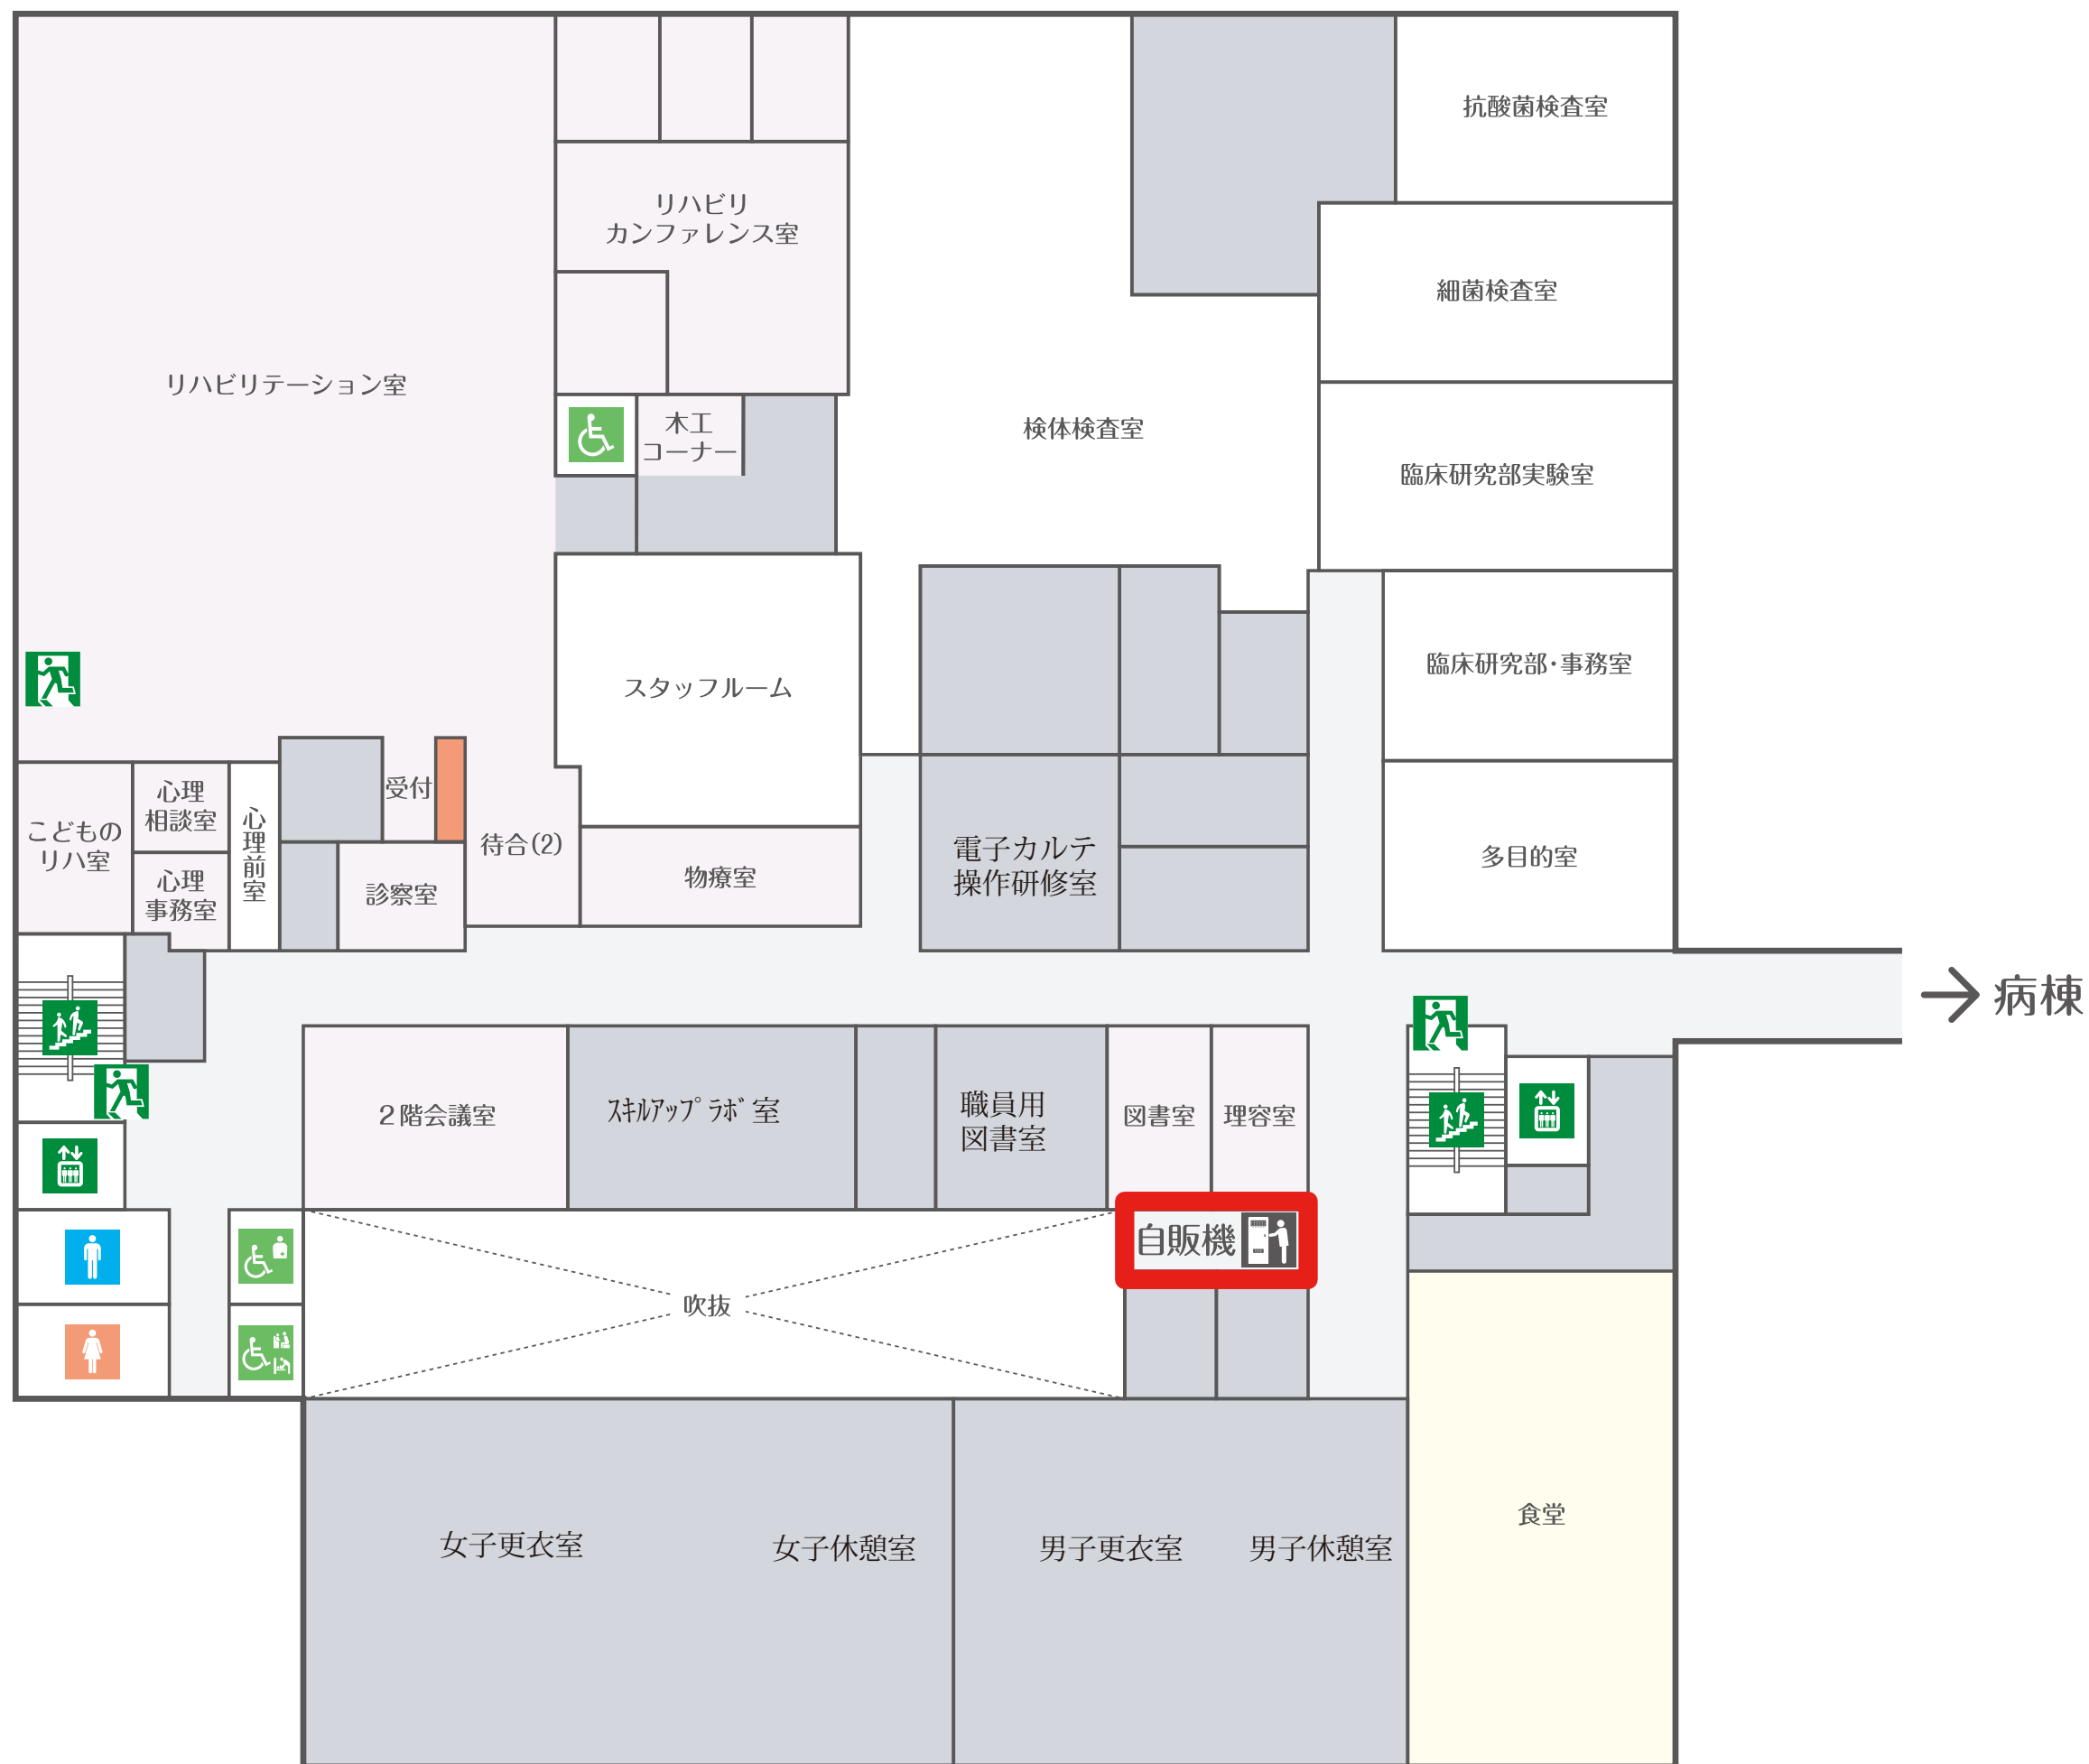 抗酸菌検査室
リハビリ
カンファレンス室
細菌検査室
リハビリテーション室
木工
コーナー
検体検査室
臨床研究部実験室
スタッフルーム
臨床研究部・事務室
受付
心理
相談室
こどもの
リハ室
心理前室
待合(2)
電子カルテ
操作研修室
多目的室
物療室
心理
事務室
診察室
病棟
２階会議室
ｽｷﾙｱｯﾌﾟ ﾗﾎﾞ 室
職員用
図書室
図書室
理容室
自販機
吹抜
食堂
女子更衣室
女子休憩室
男子更衣室
男子休憩室